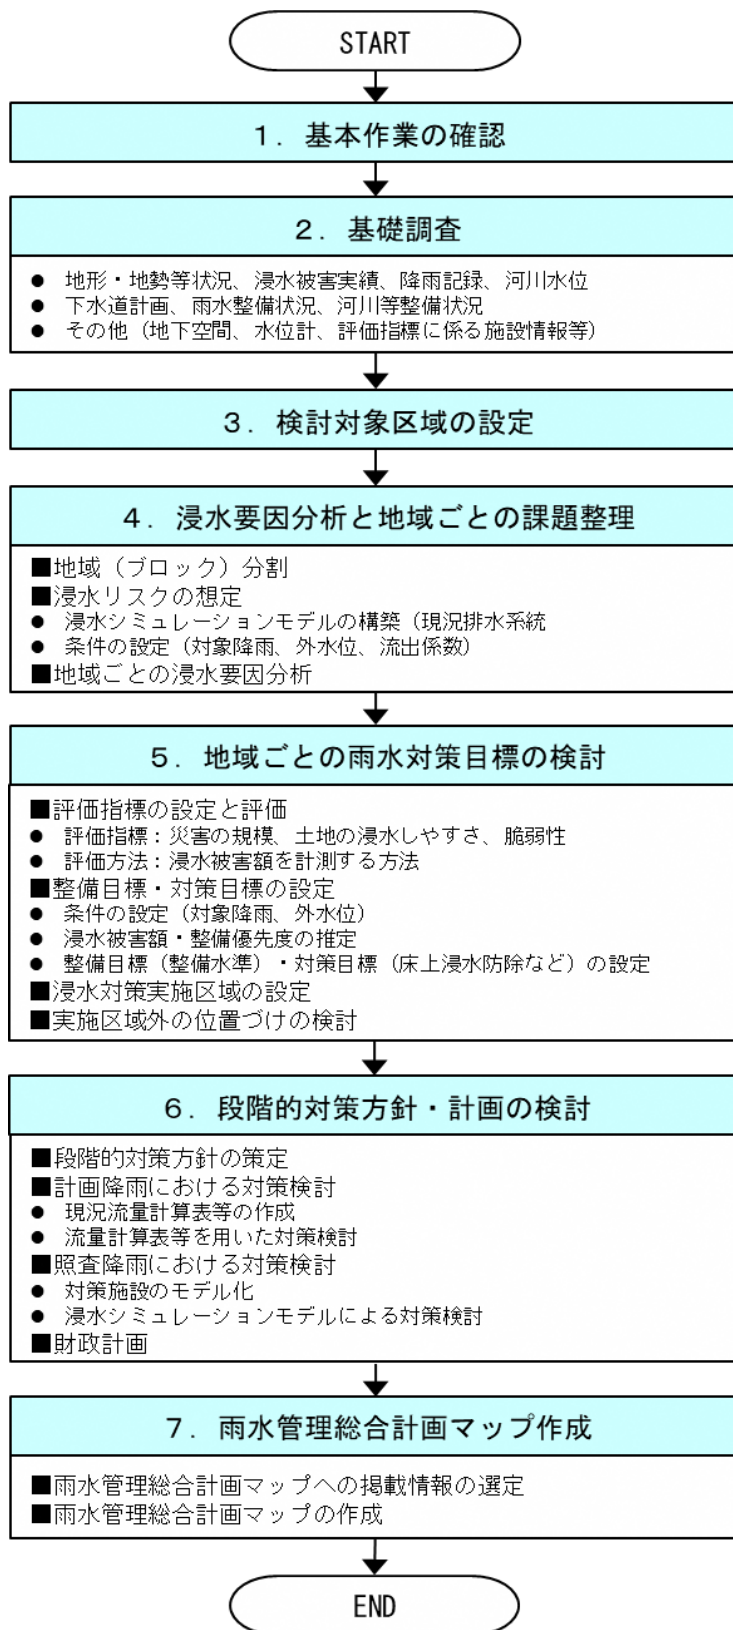 START
1. 基本作業の確認
2. 基礎調査
● 地形・地勢等状況、浸水被害実績、降雨記録、河川水位
● 下水道計画、雨水整備状況、河川等整備状況
● その他（地下空間、水位計、評価指標に係る施設情報等）
3. 検討対象区域の設定
4. 浸水要因分析と地域ごとの課題整理
■地域（ブロック）分割
■浸水リスクの想定
● 浸水シミュレーションモデルの構築（現況排水系統
● 条件の設定（対象降雨、外水位、流出係数）
■地域ごとの浸水要因分析
5. 地域ごとの雨水対策目標の検討
■評価指標の設定と評価
● 評価指標：災害の規模、土地の浸水しやすさ、脆弱性
● 評価方法：浸水被害額を計測する方法
■整備目標・対策目標の設定
● 条件の設定（対象降雨、外水位）
● 浸水被害額・整備優先度の推定
● 整備目標（整備水準）・対策目標（床上浸水防除など）の設定
■浸水対策実施区域の設定
■実施区域外の位置づけの検討
6. 段階的対策方針・計画の検討
■段階的対策方針の策定
■計画降雨における対策検討
● 現況流量計算表等の作成
● 流量計算表等を用いた対策検討
■照査降雨における対策検討
● 対策施設のモデル化
● 浸水シミュレーションモデルによる対策検討
■財政計画
7. 雨水管理総合計画マップ作成
■雨水管理総合計画マップへの掲載情報の選定
■雨水管理総合計画マップの作成
END